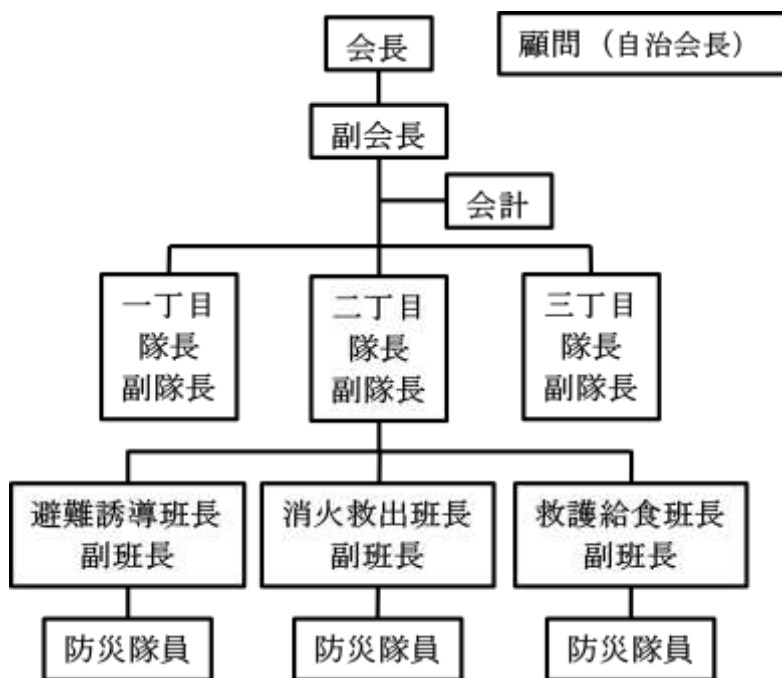 会長
顧問（自治会長）
副会長
会計
一丁目
隊長
副隊長
二丁目
隊長
副隊長
三丁目
隊長
副隊長
避難誘導班長
副班長
消火救出班長
副班長
救護給食班長
副班長
防災隊員
防災隊員
防災隊員